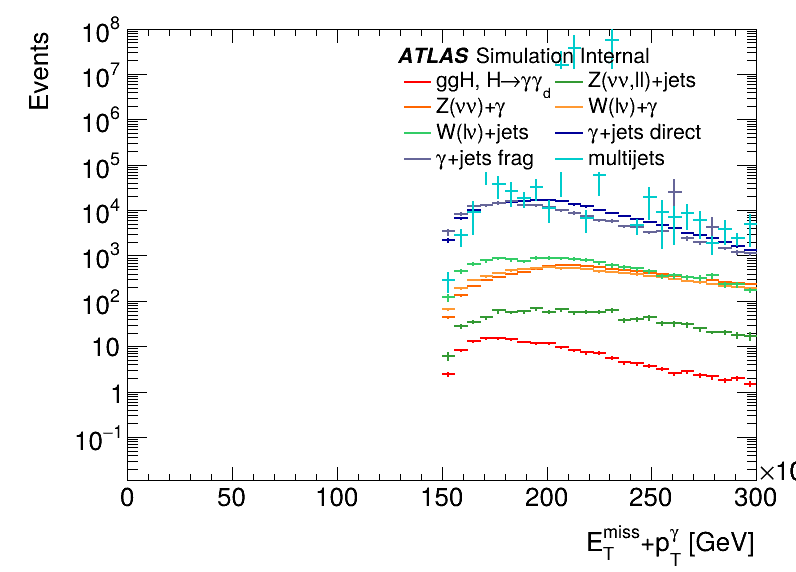 10^8
Events
ATLAS Simulation Internal
10^7
ggH, H→γγ_d
Z(νν,ll)+jets
Z(νν)+γ
W(lν)+γ
10^6
W(lν)+jets
γ+jets direct
10^5
γ+jets frag
multijets
10^4
10^3
10^2
10
1
10^−1
×10
0 50 100 150 200 250 300
E_T^miss+p_T^γ [GeV]